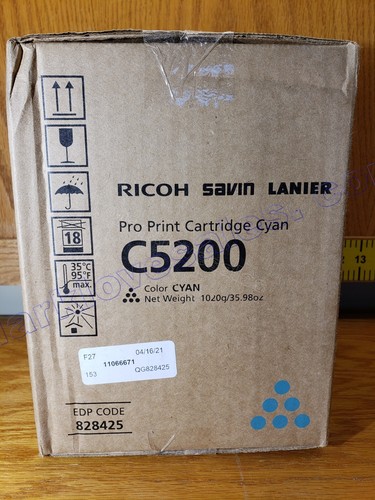 RICOH savin LANIER
Pro Print Cartridge Cyan
C5200
Color CYAN
Net Weight 1020g/35.98oz
18
35°C
95°F
max.
F27 04/16/21
11066671
153 QG828425
EDP CODE
828425
13